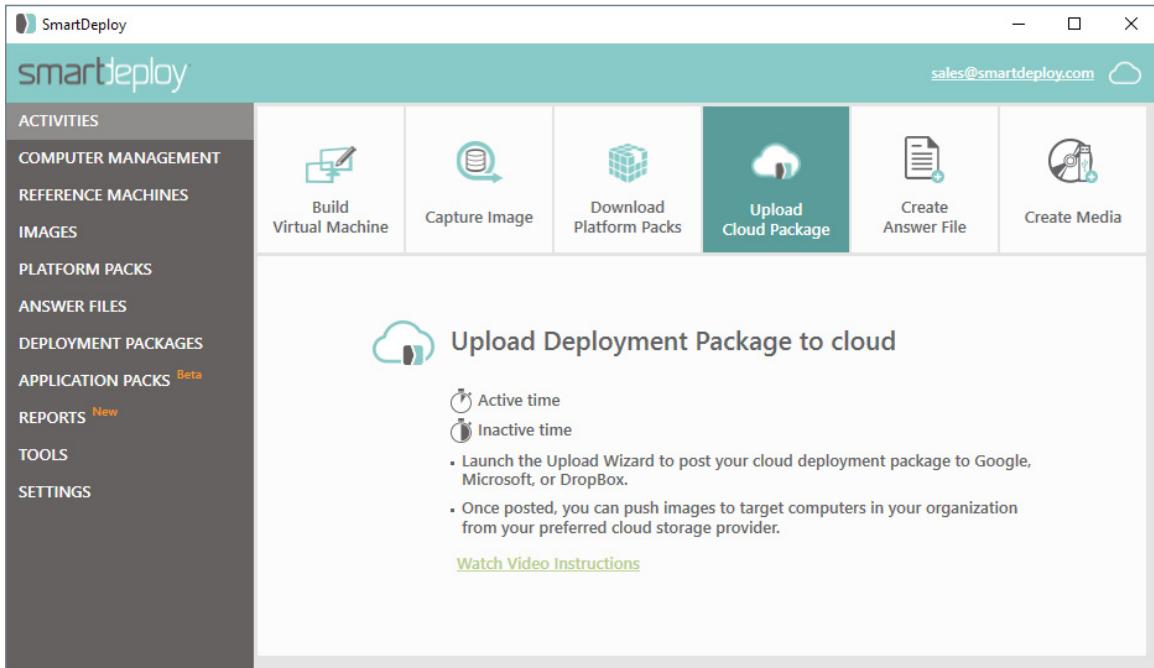 SmartDeploy
smartdeploy
sales@smartdeploy.com
ACTIVITIES
COMPUTER MANAGEMENT
REFERENCE MACHINES
IMAGES
PLATFORM PACKS
ANSWER FILES
DEPLOYMENT PACKAGES
APPLICATION PACKS Beta
REPORTS New
TOOLS
SETTINGS
Build
Virtual Machine
Capture Image
Download
Platform Packs
Upload
Cloud Package
Create
Answer File
Create Media
Upload Deployment Package to cloud
Active time
Inactive time
▪ Launch the Upload Wizard to post your cloud deployment package to Google,
Microsoft, or DropBox.
▪ Once posted, you can push images to target computers in your organization
from your preferred cloud storage provider.
Watch Video Instructions